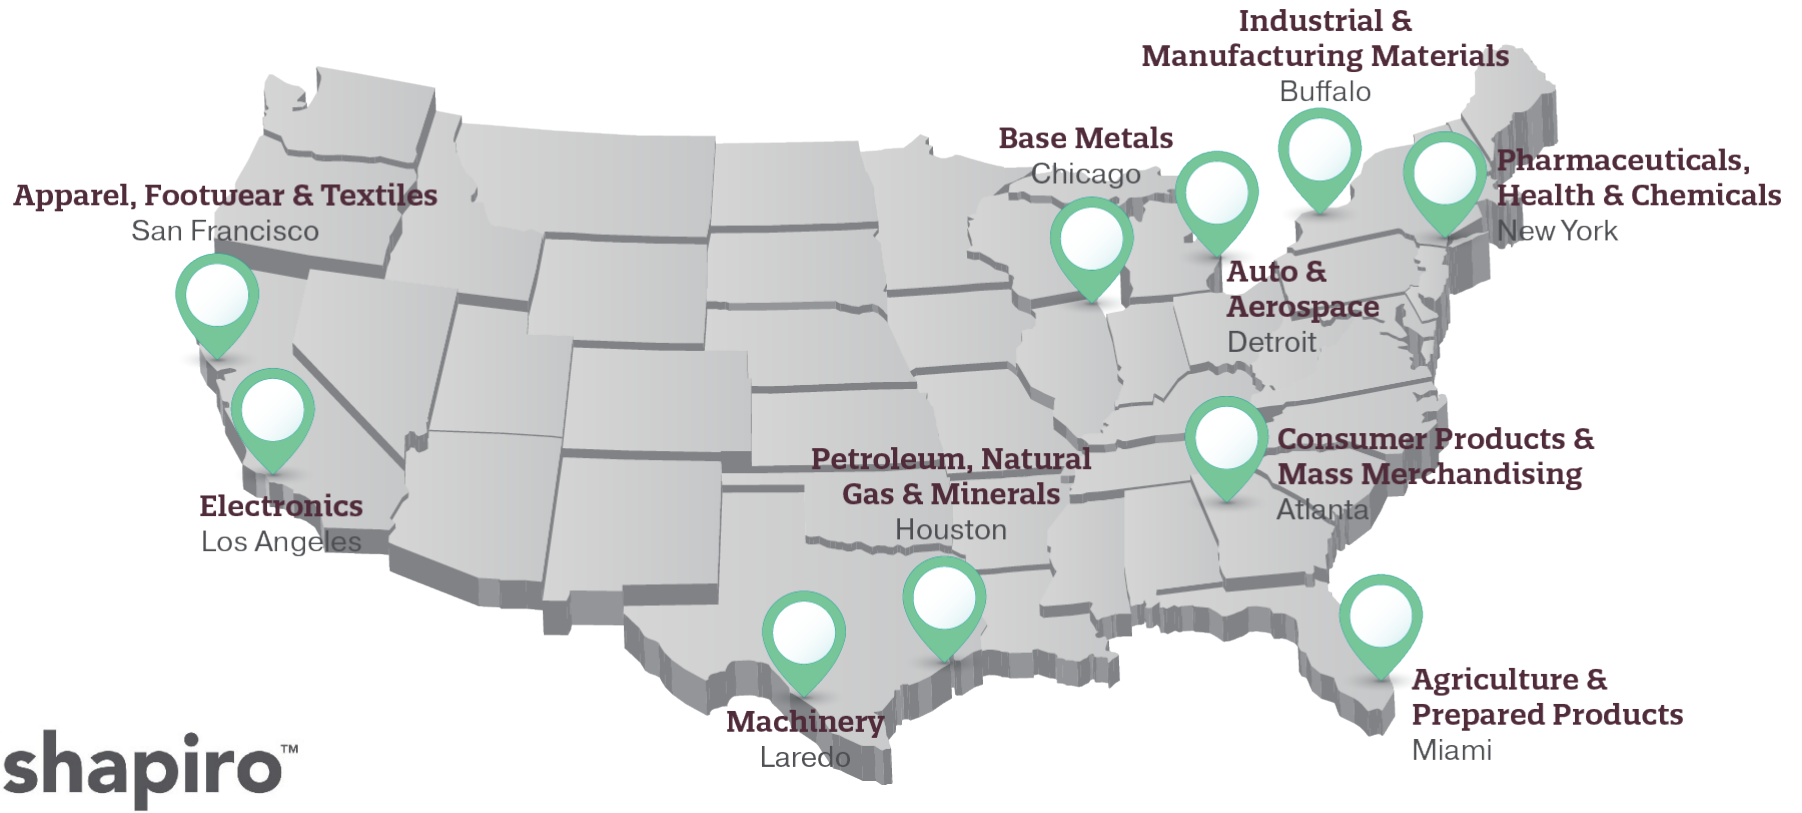 Industrial &
Manufacturing Materials
Buffalo
Base Metals
Chicago
Pharmaceuticals,
Health & Chemicals
New York
Apparel, Footwear & Textiles
San Francisco
Auto &
Aerospace
Detroit
Consumer Products &
Mass Merchandising
Atlanta
Petroleum, Natural
Gas & Minerals
Houston
Electronics
Los Angeles
Agriculture &
Prepared Products
Miami
Machinery
Laredo
shapiro™